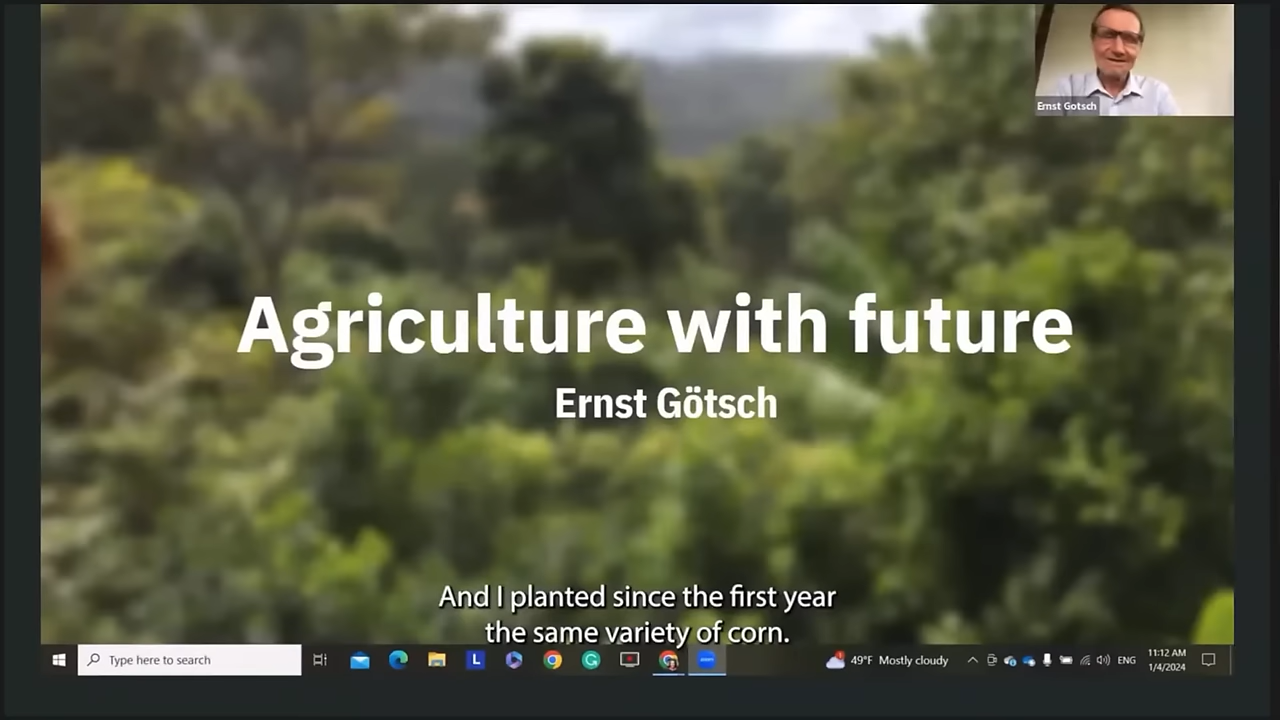 Ernst Gotsch
Agriculture with future
Ernst Götsch
And I planted since the first year
the same variety of corn.
Type here to search
L
zoom
49°F Mostly cloudy
ENG
11:12 AM
1/4/2024